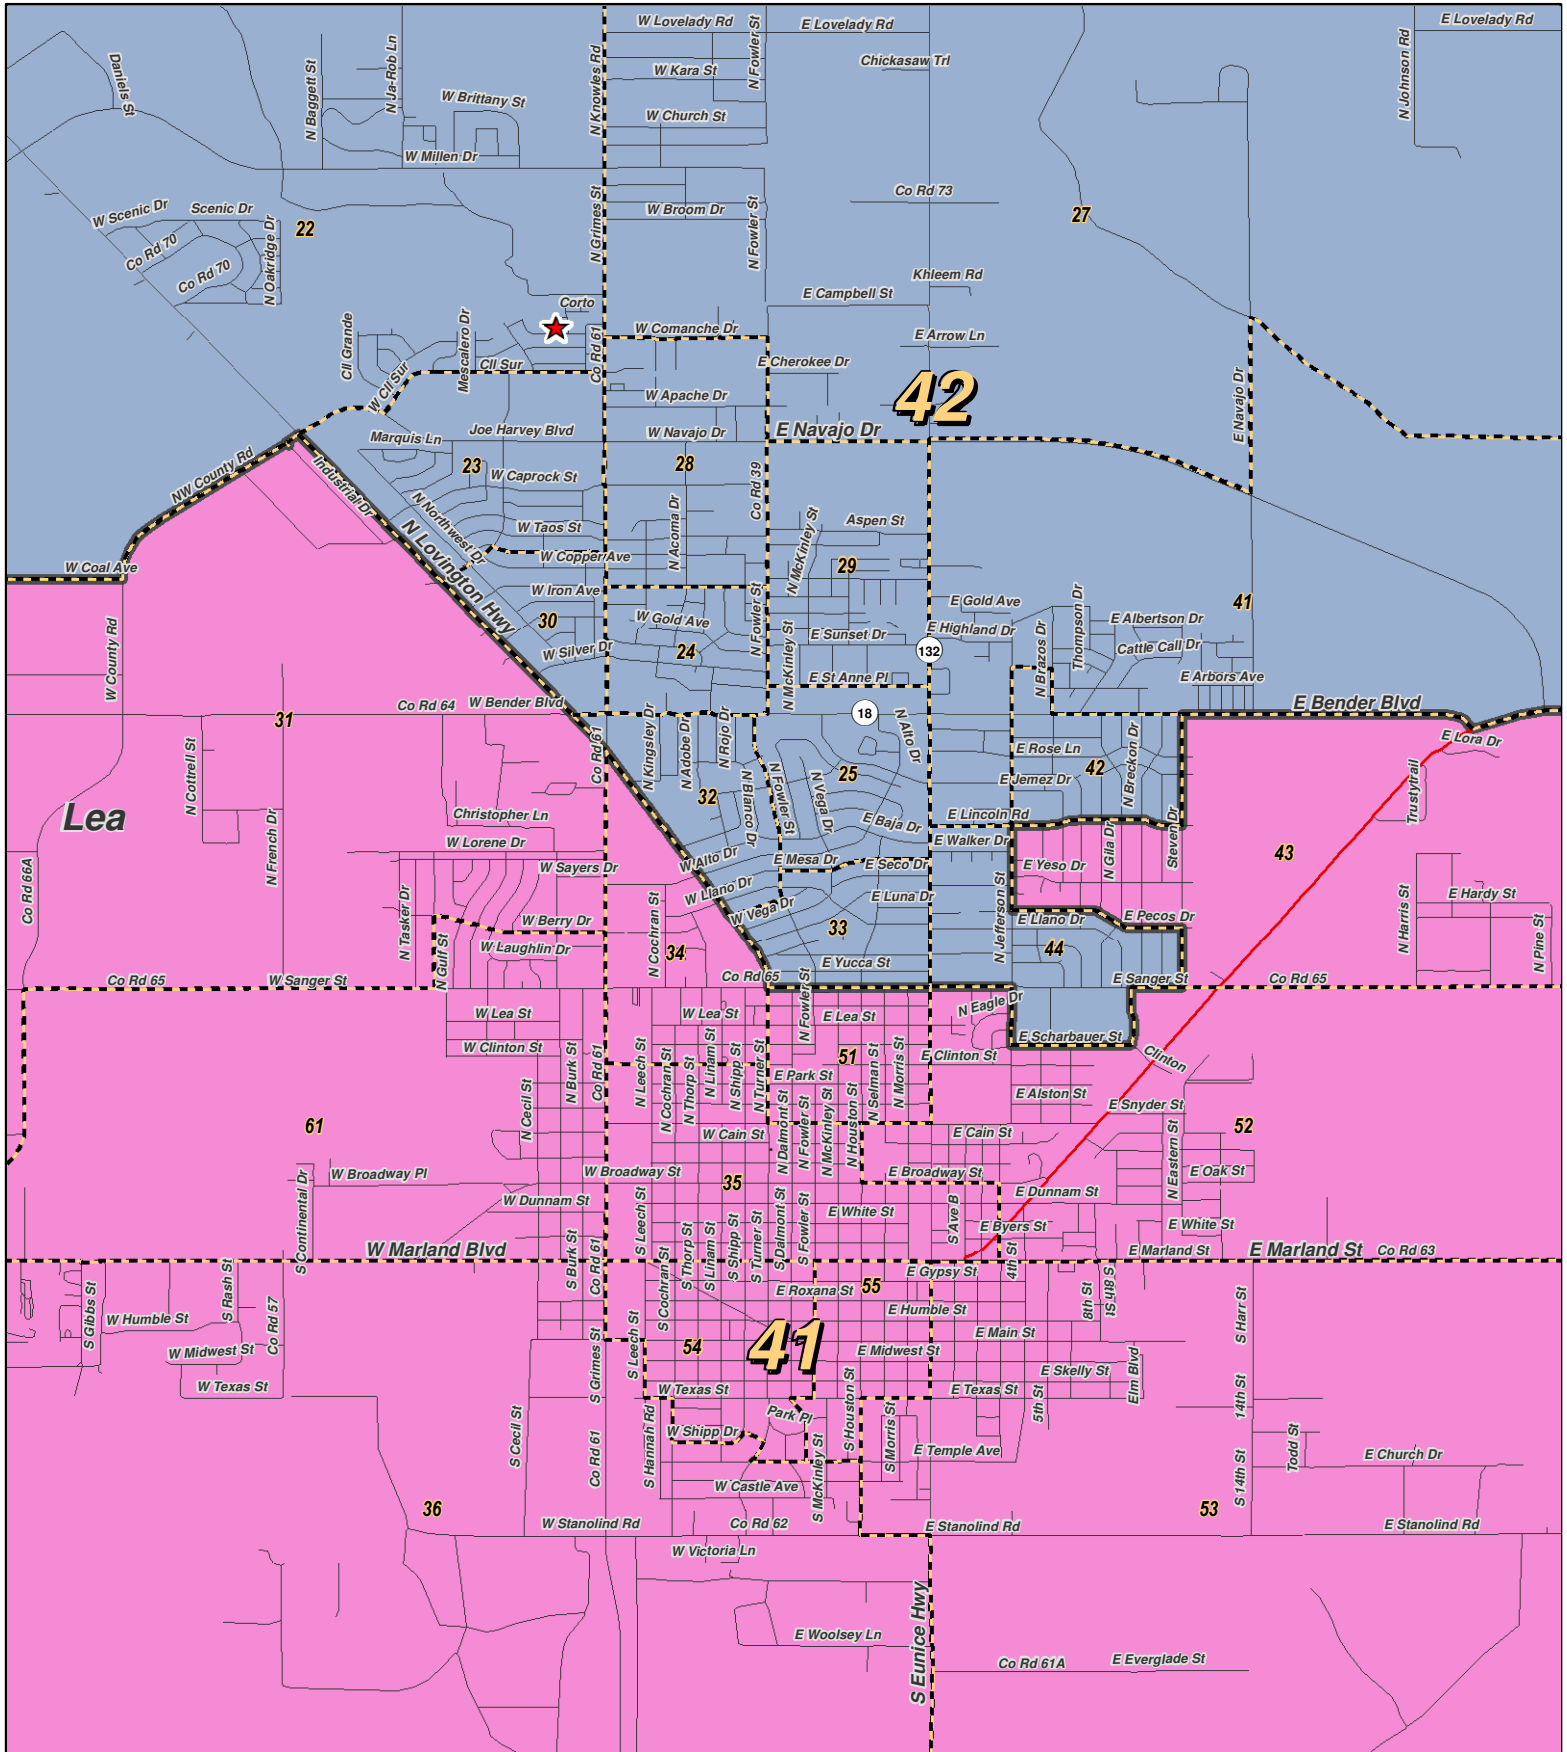 W Lovelady Rd
E Lovelady Rd
E Lovelady Rd
Daniels St
N Baggett St
N Ja-Rob Ln
N Knowles Rd
N Fowler St
Chickasaw Trl
N Johnson Rd
W Kara St
W Brittany St
W Church St
W Millen Dr
W Scenic Dr
Scenic Dr
Co Rd 70
Co Rd 70
N Oakridge Dr
22
N Grimes St
W Broom Dr
N Fowler St
Co Rd 73
27
Khleem Rd
E Campbell St
Corto
Cll Grande
Mescalero Dr
Cll Sur
W Cll Sur
Co Rd 61
W Comanche Dr
E Arrow Ln
E Cherokee Dr
W Apache Dr
42
E Navajo Dr
Marquis Ln
Joe Harvey Blvd
W Navajo Dr
E Navajo Dr
NW County Rd
Industrial Dr
23
W Caprock St
28
Co Rd 39
N Northwest Dr
N Lovington Hwy
W Taos St
N Acoma Dr
N McKinley St
Aspen St
W Coal Ave
W Copper Ave
29
W Iron Ave
W Gold Ave
N Fowler St
E Gold Ave
Thompson Dr
E Albertson Dr
41
W County Rd
30
W Silver Dr
24
N McKinley St
E Sunset Dr
E Highland Dr
132
N Brazos Dr
Cattle Call Dr
E St Anne Pl
E Arbors Ave
31
Co Rd 64
W Bender Blvd
18
E Bender Blvd
N Cottrell St
Co Rd 61
N Kingsley Dr
N Adobe Dr
N Rojo Dr
N Alto Dr
E Rose Ln
E Lora Dr
Lea
N Blanco Dr
N Fowler St
N Vega Dr
25
E Jemez Dr
42
N Breckon Dr
Trustytail
32
Christopher Ln
N French Dr
E Baja Dr
E Lincoln Rd
Steven Dr
W Lorene Dr
E Walker Dr
43
Co Rd 66A
W Sayers Dr
W Alto Dr
E Mesa Dr
E Seco Dr
E Yeso Dr
N Gila Dr
W Llano Dr
E Luna Dr
N Harris St
E Hardy St
N Tasker Dr
N Gulf St
W Berry Dr
N Cochran St
W Vega Dr
33
N Jefferson St
E Llano Dr
E Pecos Dr
N Pine St
W Laughlin Dr
34
44
E Yucca St
Co Rd 65
W Sanger St
Co Rd 65
E Sanger St
Co Rd 65
W Lea St
W Lea St
N Fowler St
E Lea St
N Eagle Dr
W Clinton St
N Burk St
Co Rd 61
N Leech St
N Cochran St
N Thorp St
N Linam St
N Shipp St
N Turner St
51
E Clinton St
E Scharbauer St
Clinton
N Cecil St
E Park St
N Dalmont St
N Fowler St
N McKinley St
N Houston St
N Selman St
N Morris St
E Alston St
E Snyder St
61
W Cain St
E Cain St
N Eastern St
52
W Broadway Pl
W Broadway St
E Broadway St
E Oak St
S Continental Dr
W Dunnam St
35
E Dunnam St
S Leech St
E White St
S Ave B
E Byers St
E White St
W Marland Blvd
S Burk St
Co Rd 61
S Cochran St
S Thorp St
S Linam St
S Shipp St
S Turner St
S Dalmont St
S Fowler St
4th St
E Marland St
E Marland St
Co Rd 63
S Gibbs St
S Rash St
Co Rd 57
E Gypsy St
E Roxana St
55
8th St
S 8th St
W Humble St
E Humble St
S Harr St
W Midwest St
S Grimes St
S Leech St
54
41
E Main St
E Midwest St
E Skelly St
W Texas St
W Texas St
E Texas St
5th St
Elm Blvd
14th St
S Cecil St
Co Rd 61
S Hannah Rd
W Shipp Dr
Park Pl
S McKinley St
S Houston St
S Morris St
E Temple Ave
S 14th St
Todd St
E Church Dr
W Castle Ave
36
53
W Stanolind Rd
Co Rd 62
E Stanolind Rd
E Stanolind Rd
W Victoria Ln
S Eunice Hwy
E Woolsey Ln
Co Rd 61A
E Everglade St